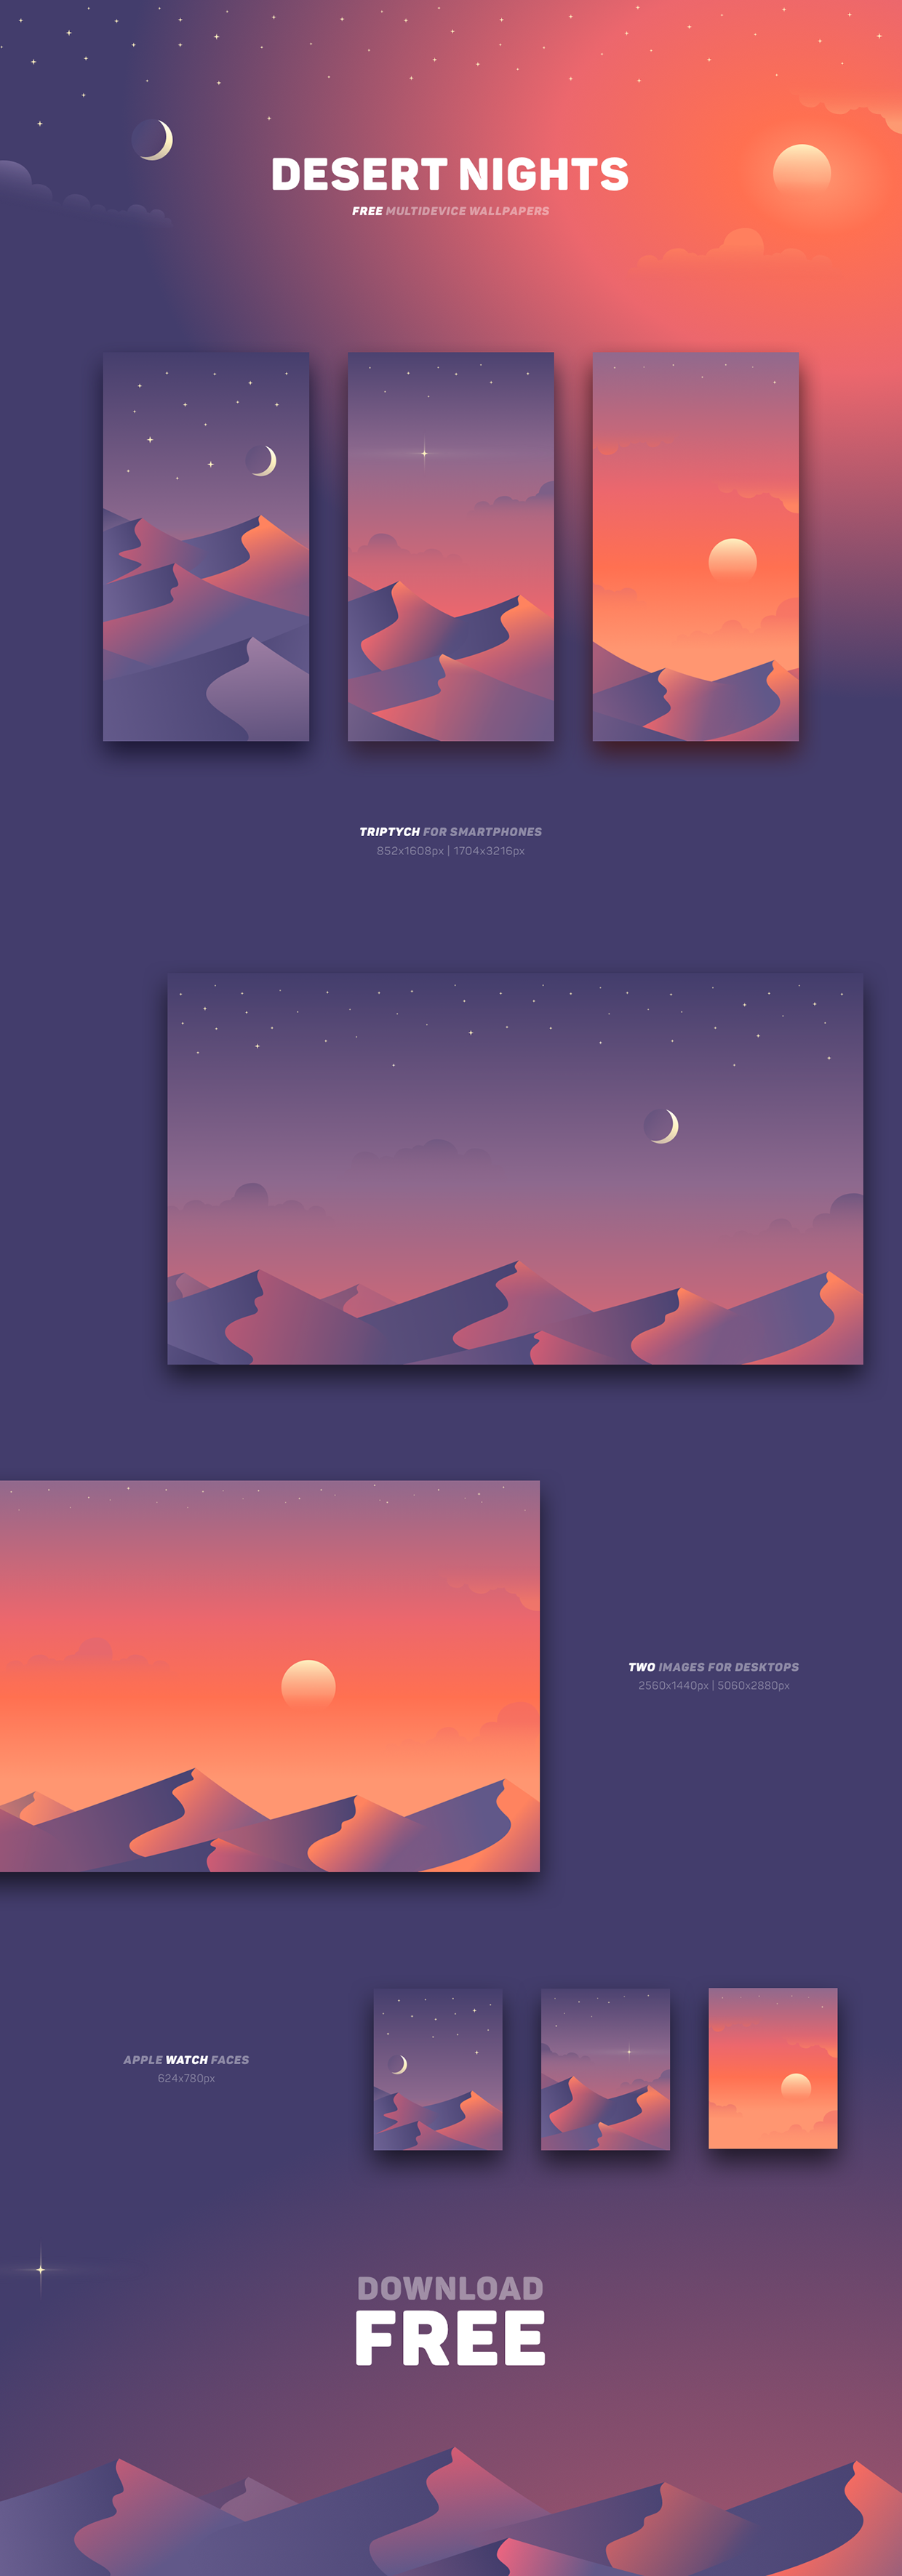 DESERT NIGHTS
FREE MULTIDEVICE WALLPAPERS
TRIPTYCH FOR SMARTPHONES
852x1608px | 1704x3216px
TWO IMAGES FOR DESKTOPS
2560x1440px | 5060x2880px
APPLE WATCH FACES
624x780px
DOWNLOAD
FREE